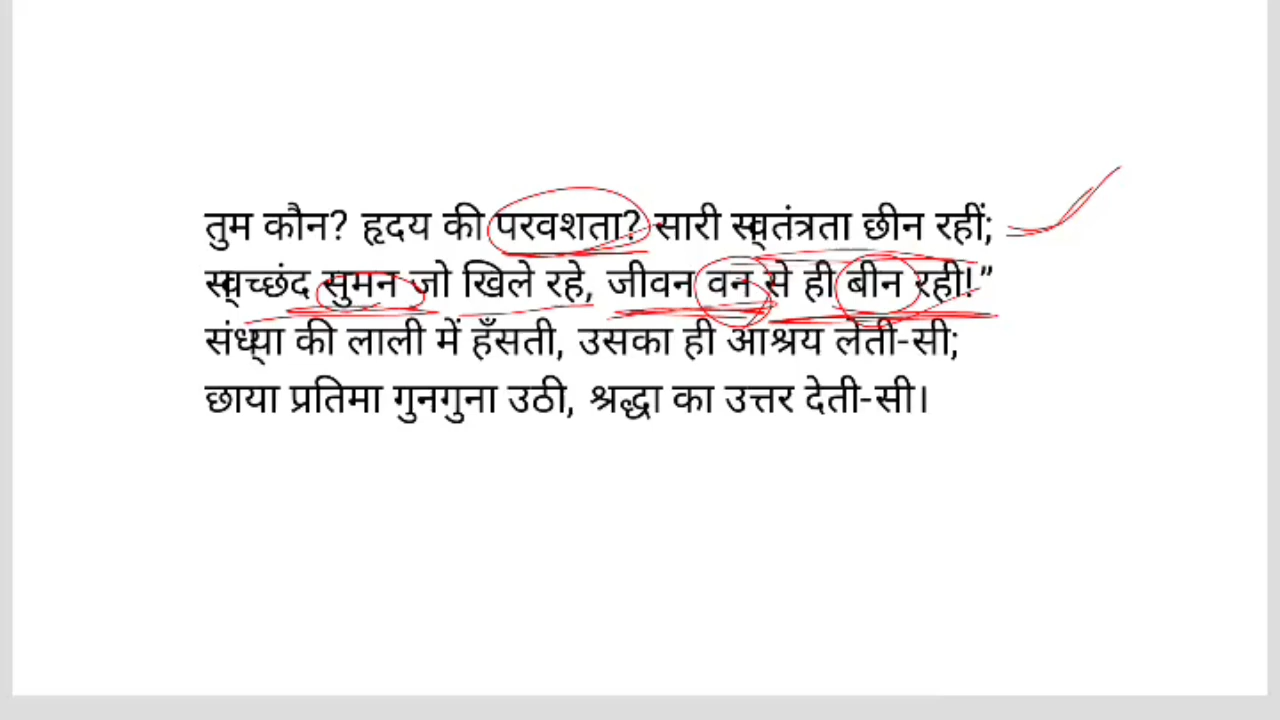 तुम कौन? हृदय की परवशता? सारी स्वतंत्रता छीन रहीं;
स्वच्छंद सुमन जो खिले रहे, जीवन वन से ही बीन रही!”
संध्या की लाली में हँसती, उसका ही आश्रय लेती-सी;
छाया प्रतिमा गुनगुना उठी, श्रद्धा का उत्तर देती-सी।